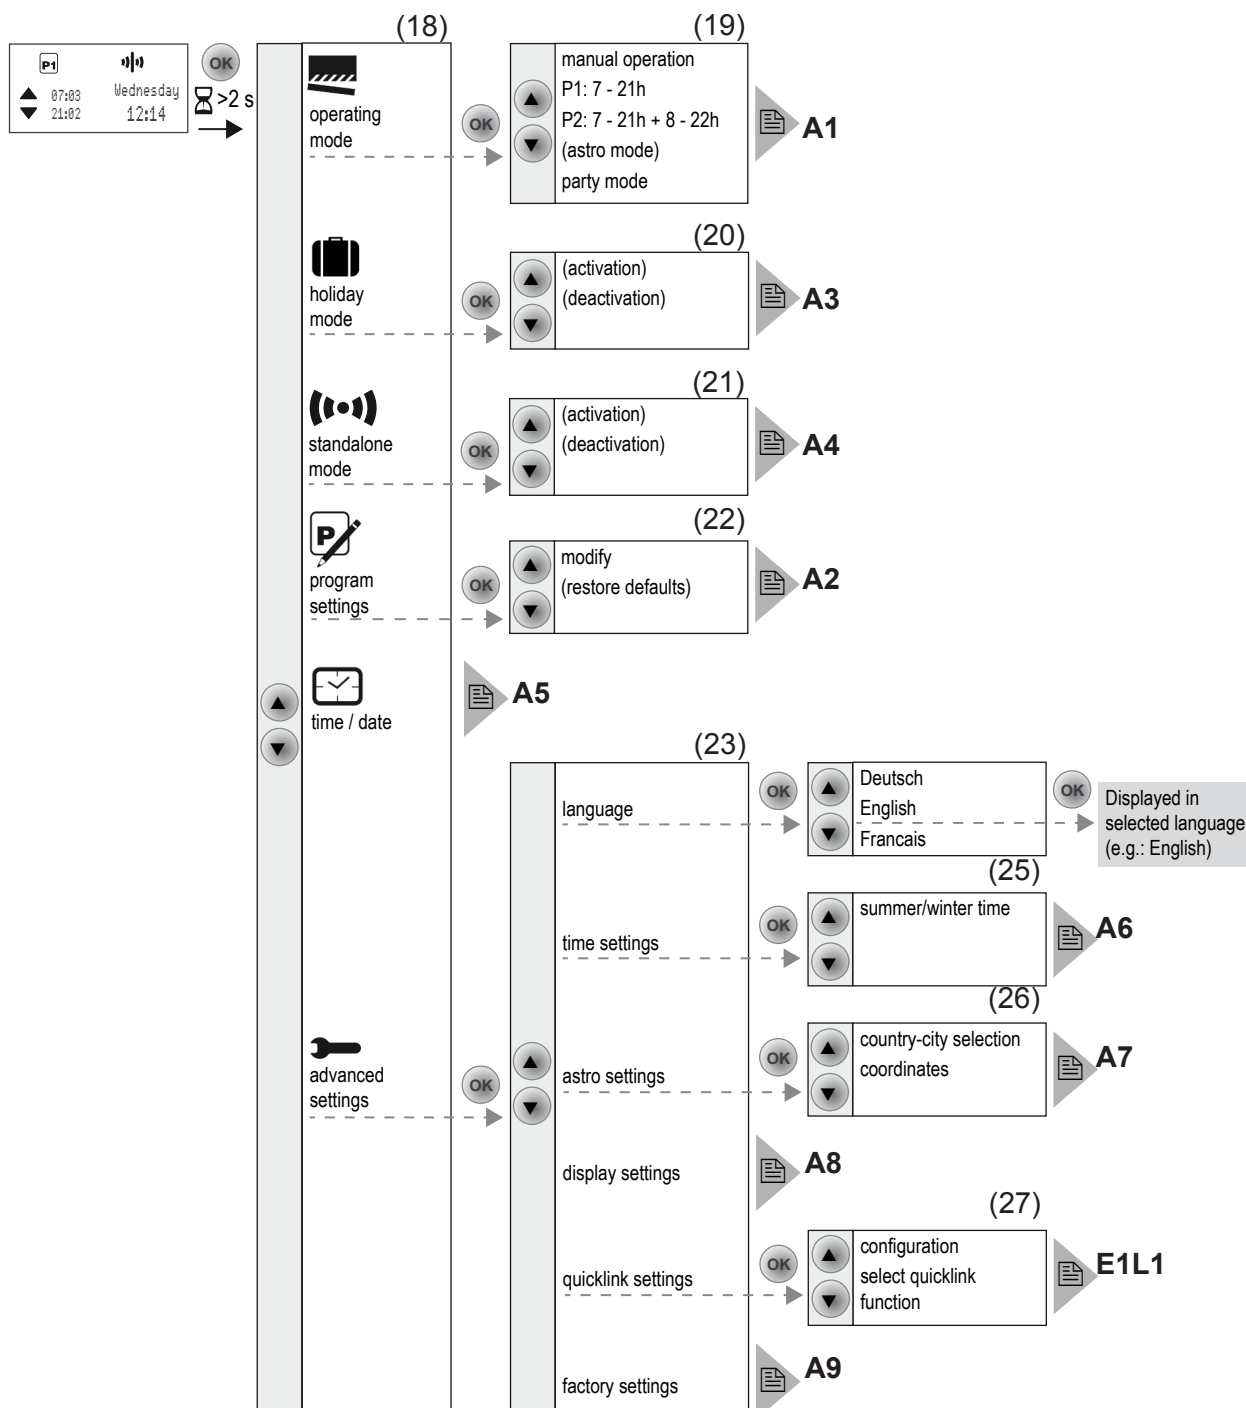 P1
07:03
21:02
Wednesday
12:14
OK
>2 s
(18)
operating
mode
OK
(19)
manual operation
P1: 7 - 21h
P2: 7 - 21h + 8 - 22h
(astro mode)
party mode
A1
holiday
mode
OK
(20)
(activation)
(deactivation)
A3
standalone
mode
OK
(21)
(activation)
(deactivation)
A4
P
program
settings
OK
(22)
modify
(restore defaults)
A2
time / date
A5
advanced
settings
OK
(23)
language
OK
Deutsch
English
Francais
OK
Displayed in
selected language
(e.g.: English)
time settings
OK
(25)
summer/winter time
A6
astro settings
OK
(26)
country-city selection
coordinates
A7
display settings
A8
quicklink settings
OK
(27)
configuration
select quicklink
function
E1L1
factory settings
A9